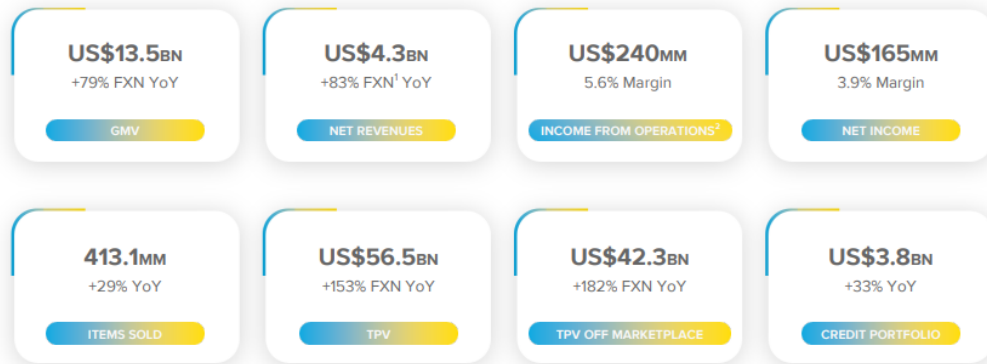 US$13.5BN
+79% FXN YoY
GMV
US$4.3BN
+83% FXN¹ YoY
NET REVENUES
US$240MM
5.6% Margin
INCOME FROM OPERATIONS²
US$165MM
3.9% Margin
NET INCOME
413.1MM
+29% YoY
ITEMS SOLD
US$56.5BN
+153% FXN YoY
TPV
US$42.3BN
+182% FXN YoY
TPV OFF MARKETPLACE
US$3.8BN
+33% YoY
CREDIT PORTFOLIO